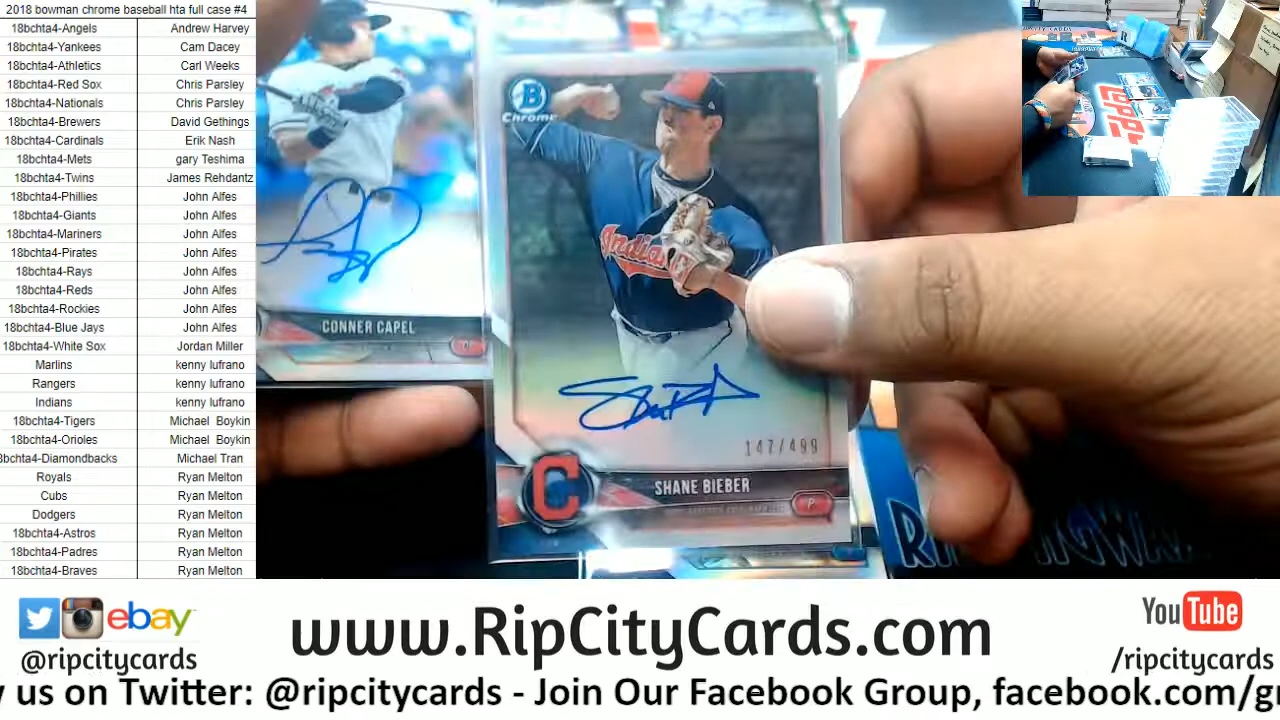 2018 bowman chrome baseball hta full case #4
18bchta4-Angels Andrew Harvey
18bchta4-Yankees Cam Dacey
18bchta4-Athletics Carl Weeks
18bchta4-Red Sox Chris Parsley
18bchta4-Nationals Chris Parsley
18bchta4-Brewers David Gethings
18bchta4-Cardinals Erik Nash
18bchta4-Mets gary Teshima
18bchta4-Twins James Rehdantz
18bchta4-Phillies John Alfes
18bchta4-Giants John Alfes
18bchta4-Mariners John Alfes
18bchta4-Pirates John Alfes
18bchta4-Rays John Alfes
18bchta4-Reds John Alfes
18bchta4-Rockies John Alfes
18bchta4-Blue Jays John Alfes
18bchta4-White Sox Jordan Miller
Marlins kenny lufrano
Rangers kenny lufrano
Indians kenny lufrano
18bchta4-Tigers Michael Boykin
18bchta4-Orioles Michael Boykin
8bchta4-Diamondbacks Michael Tran
Royals Ryan Melton
Cubs Ryan Melton
Dodgers Ryan Melton
18bchta4-Astros Ryan Melton
18bchta4-Padres Ryan Melton
18bchta4-Braves Ryan Melton
CONNER CAPEL
B
Chrome
Indians
147/499
C
SHANE BIEBER
P
ebay
@ripcitycards
www.RipCityCards.com
YouTube
/ripcitycards
y us on Twitter: @ripcitycards - Join Our Facebook Group, facebook.com/gr